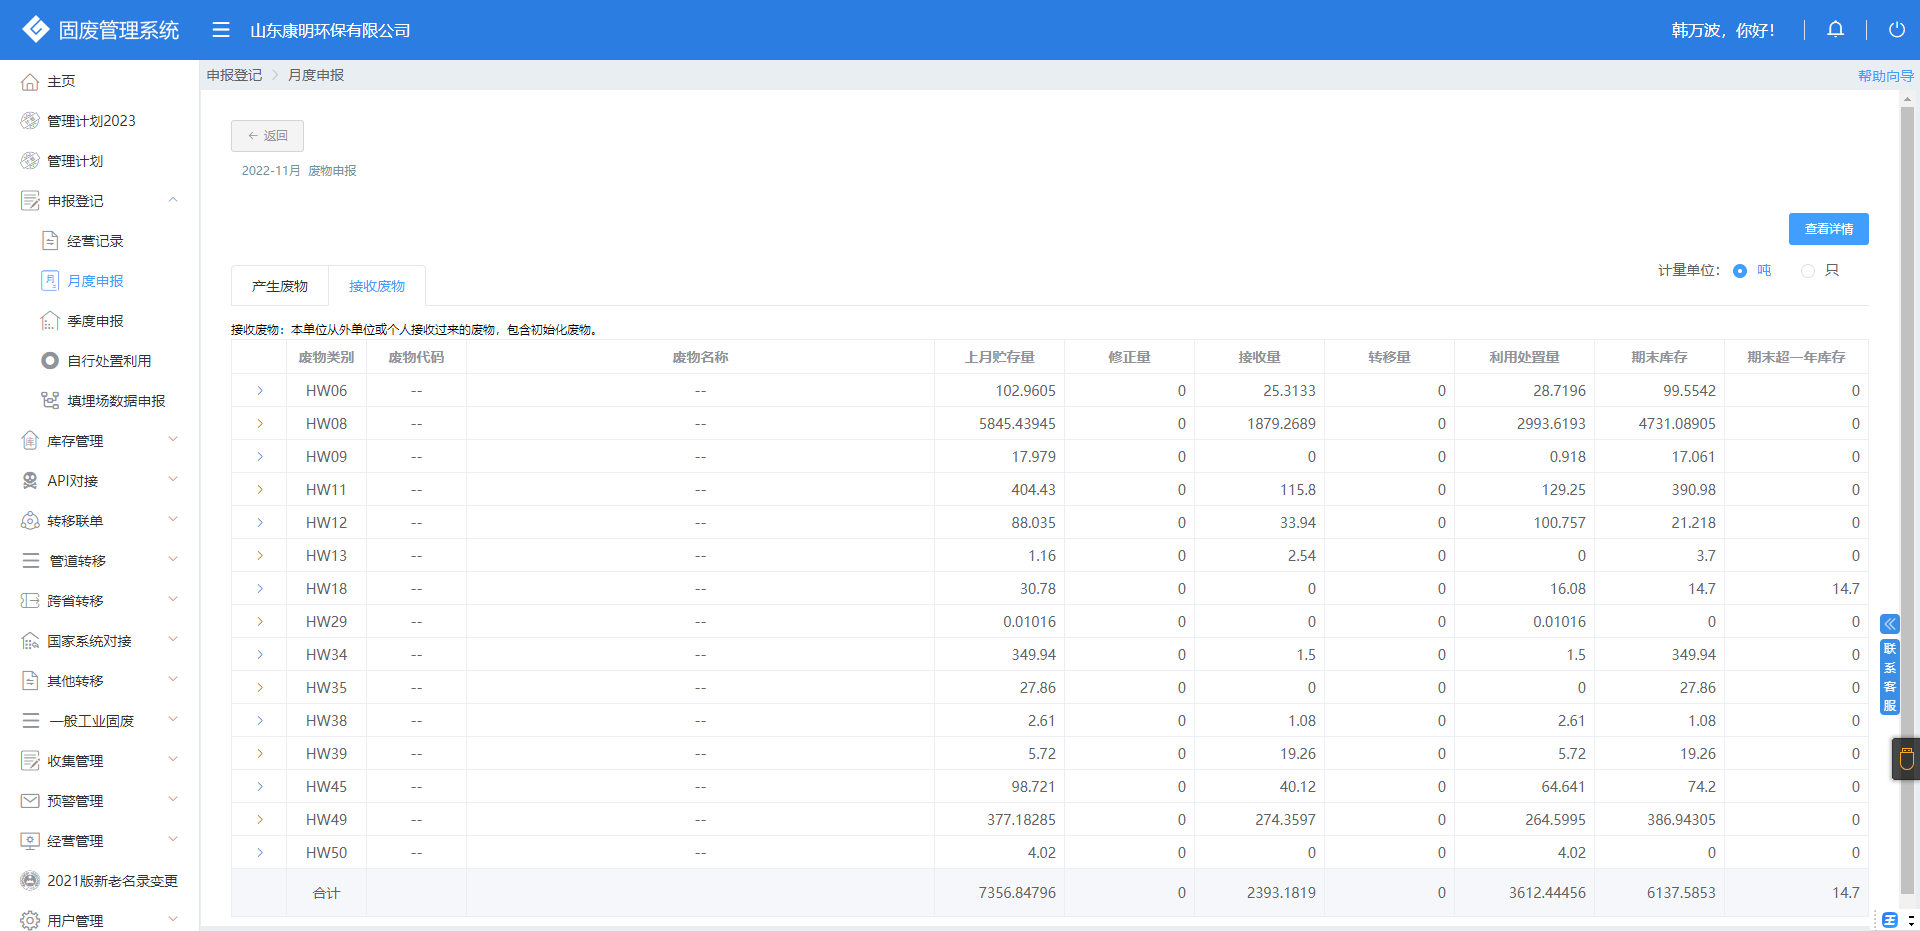 固废管理系统
山东康明环保有限公司
韩万波，你好！
主页
管理计划2023
管理计划
申报登记
经营记录
月度申报
季度申报
自行处置利用
填埋场数据申报
库存管理
API对接
转移联单
管道转移
跨省转移
国家系统对接
其他转移
一般工业固废
收集管理
预警管理
经营管理
2021版新老名录变更
用户管理
申报登记 > 月度申报
帮助向导
← 返回
2022-11月 废物申报
查看详情
计量单位： 吨 只
产生废物 接收废物
接收废物：本单位从外单位或个人接收过来的废物，包含初始化废物。
废物类别 废物代码 废物名称 上月贮存量 修正量 接收量 转移量 利用处置量 期末库存 期末超一年库存
HW06 -- -- 102.9605 0 25.3133 0 28.7196 99.5542 0
HW08 -- -- 5845.43945 0 1879.2689 0 2993.6193 4731.08905 0
HW09 -- -- 17.979 0 0 0 0.918 17.061 0
HW11 -- -- 404.43 0 115.8 0 129.25 390.98 0
HW12 -- -- 88.035 0 33.94 0 100.757 21.218 0
HW13 -- -- 1.16 0 2.54 0 0 3.7 0
HW18 -- -- 30.78 0 0 0 16.08 14.7 14.7
HW29 -- -- 0.01016 0 0 0 0.01016 0 0
HW34 -- -- 349.94 0 1.5 0 1.5 349.94 0
HW35 -- -- 27.86 0 0 0 0 27.86 0
HW38 -- -- 2.61 0 1.08 0 2.61 1.08 0
HW39 -- -- 5.72 0 19.26 0 5.72 19.26 0
HW45 -- -- 98.721 0 40.12 0 64.641 74.2 0
HW49 -- -- 377.18285 0 274.3597 0 264.5995 386.94305 0
HW50 -- -- 4.02 0 0 0 4.02 0 0
合计 7356.84796 0 2393.1819 0 3612.44456 6137.5853 14.7
联
系
客
服